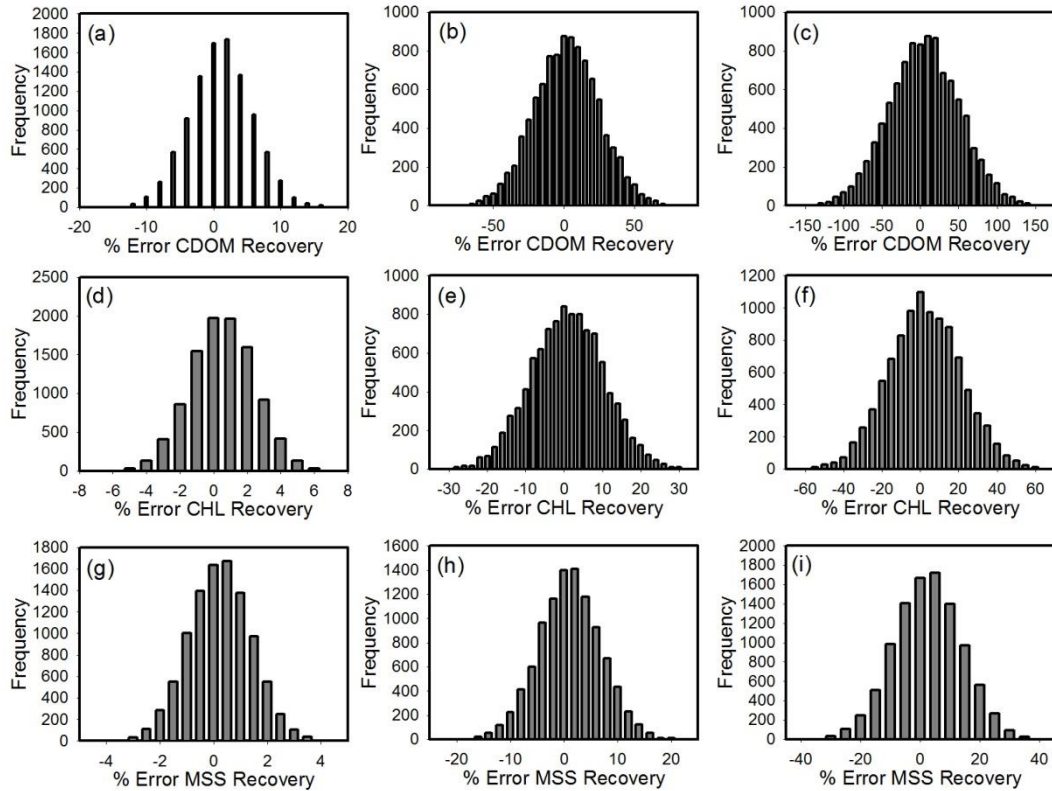 (a)
Frequency
2000
1800
1600
1400
1200
1000
800
600
400
200
0
-20 -10 0 10 20
% Error CDOM Recovery
(b)
Frequency
1000
800
600
400
200
0
-50 0 50
% Error CDOM Recovery
(c)
Frequency
1000
800
600
400
200
0
-150 -100 -50 0 50 100 150
% Error CDOM Recovery
(d)
Frequency
2500
2000
1500
1000
500
0
-8 -6 -4 -2 0 2 4 6 8
% Error CHL Recovery
(e)
Frequency
1000
800
600
400
200
0
-30 -20 -10 0 10 20 30
% Error CHL Recovery
(f)
Frequency
1200
1000
800
600
400
200
0
-60 -40 -20 0 20 40 60
% Error CHL Recovery
(g)
Frequency
1800
1600
1400
1200
1000
800
600
400
200
0
-4 -2 0 2 4
% Error MSS Recovery
(h)
Frequency
1600
1400
1200
1000
800
600
400
200
0
-20 -10 0 10 20
% Error MSS Recovery
(i)
Frequency
2000
1800
1600
1400
1200
1000
800
600
400
200
0
-40 -20 0 20 40
% Error MSS Recovery